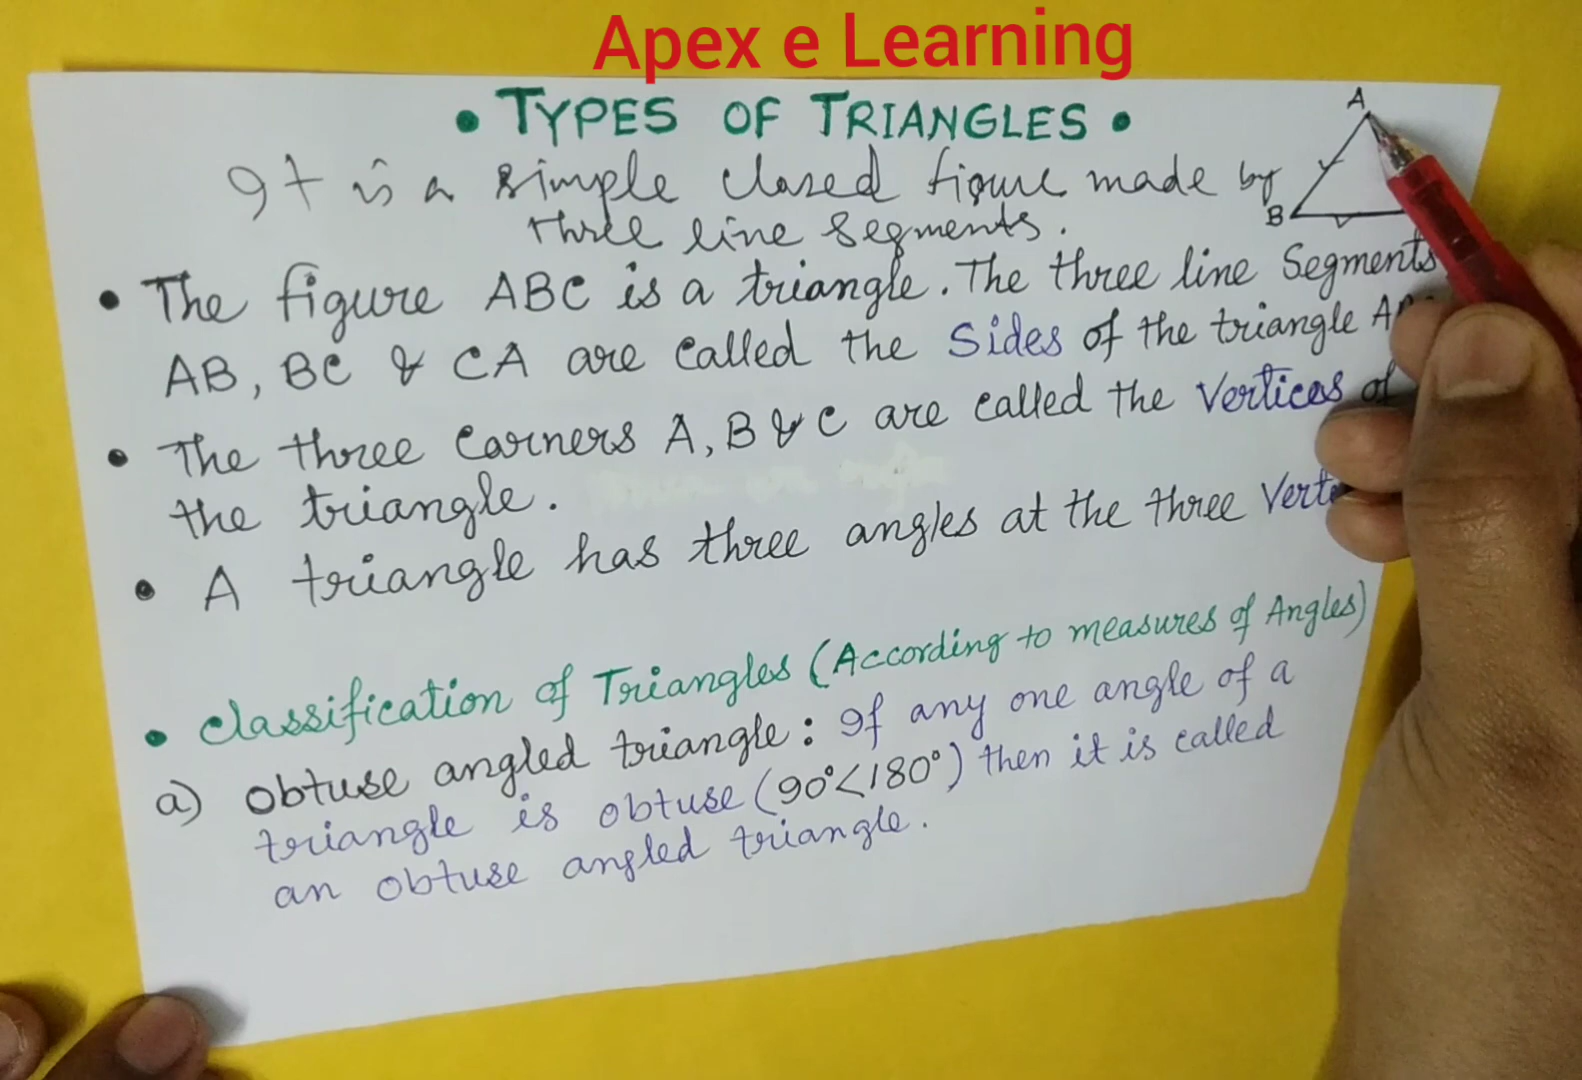 Apex e Learning
• TYPES OF TRIANGLES •
It is a simple closed figure made by
three line segments.
A
B
• The figure ABC is a triangle. The three line Segments
AB, BC & CA are called the Sides of the triangle
• The three Corners A, B & C are called the Vertices of
the triangle.
• A triangle has three angles at the three
• Classification of Triangles (According to measures of Angles)
a) Obtuse angled triangle: If any one angle of a
triangle is obtuse (90°<180°) then it is called
an obtuse angled triangle.